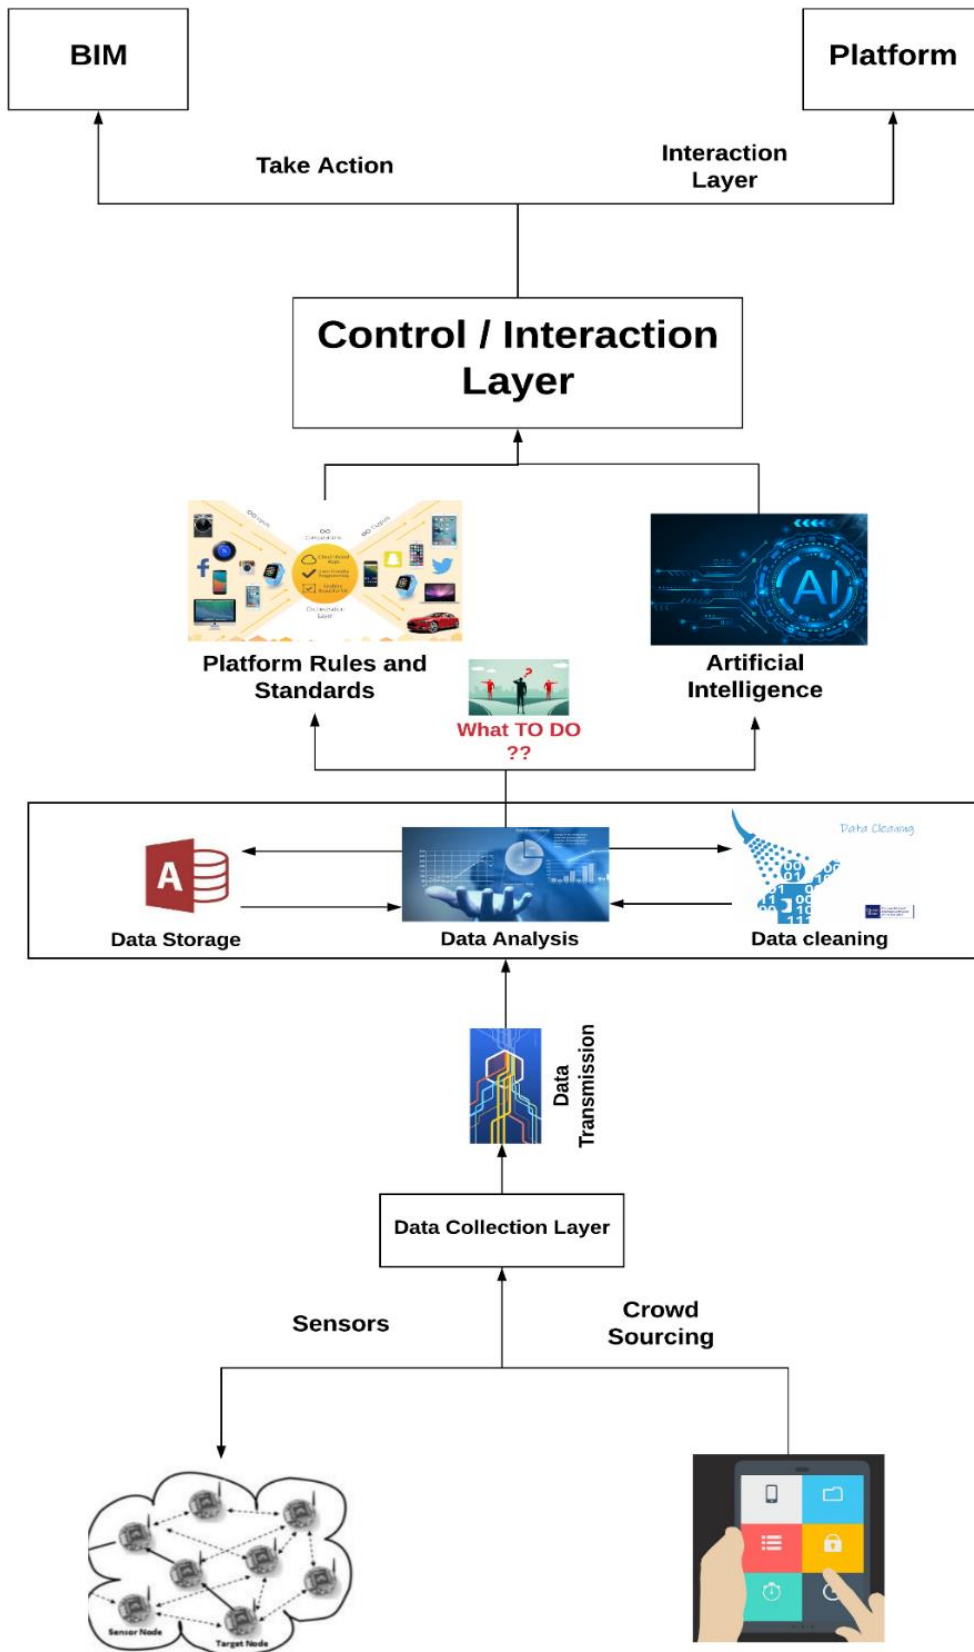 BIM
Platform
Take Action
Interaction
Layer
Control / Interaction
Layer
Platform Rules and
Standards
AI
Artificial
Intelligence
What TO DO
??
A
Data Cleaning
Data Storage
Data Analysis
Data cleaning
Data
Transmission
Data Collection Layer
Sensors
Crowd
Sourcing
Sensor Node
Target Node